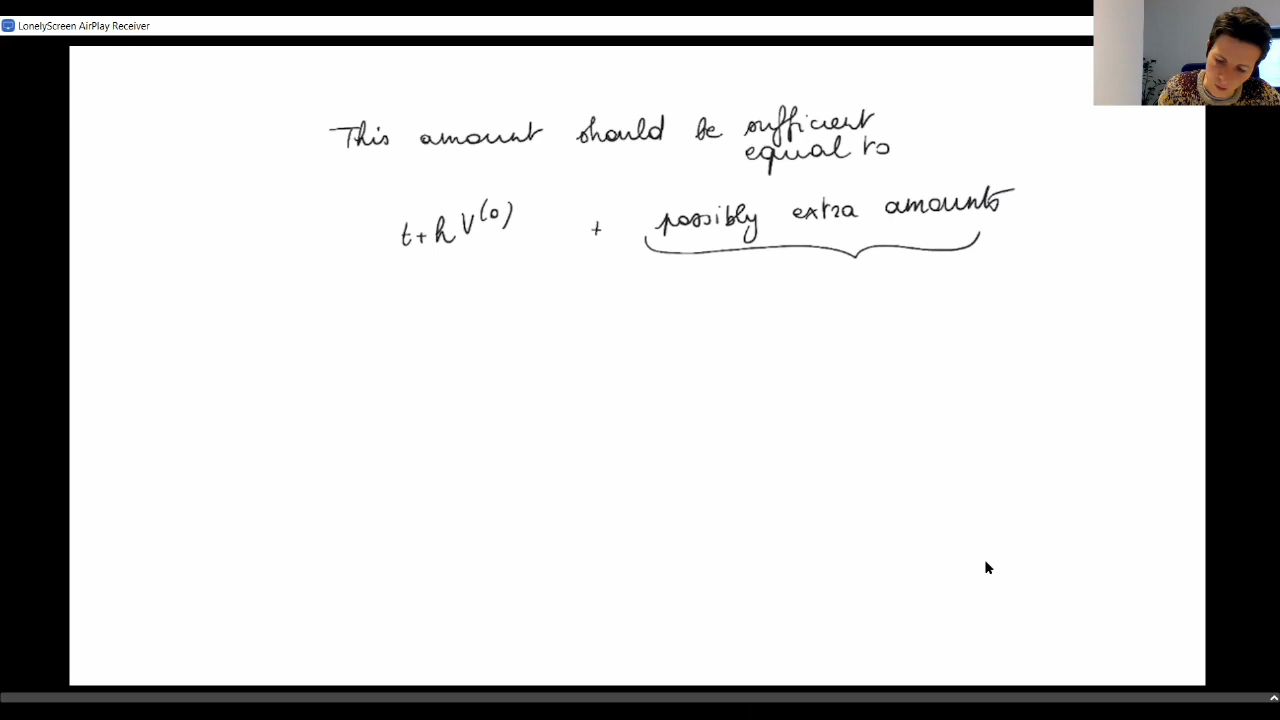 LonelyScreen AirPlay Receiver
This amount should be sufficient
equal to
t+h V^(0) + possibly extra amounts